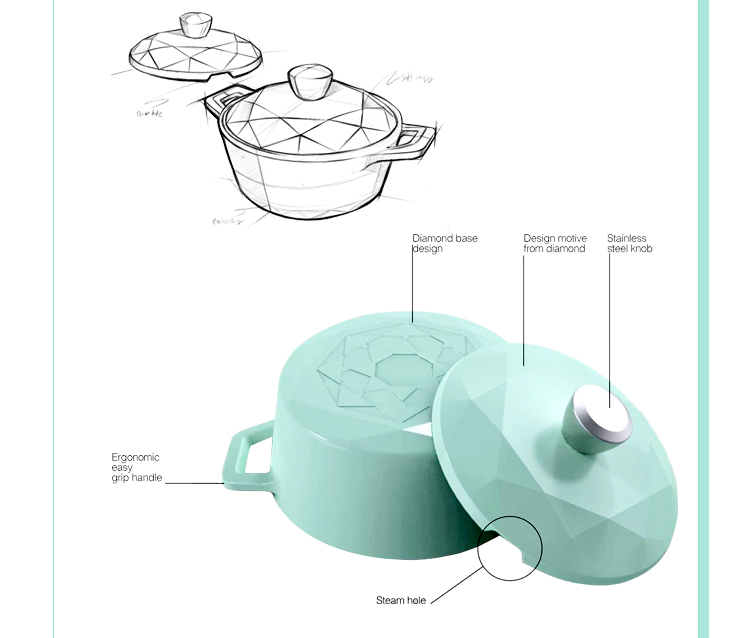 Diamond base
design
Design motive
from diamond
Stainless
steel knob
Ergonomic
easy
grip handle
Steam hole